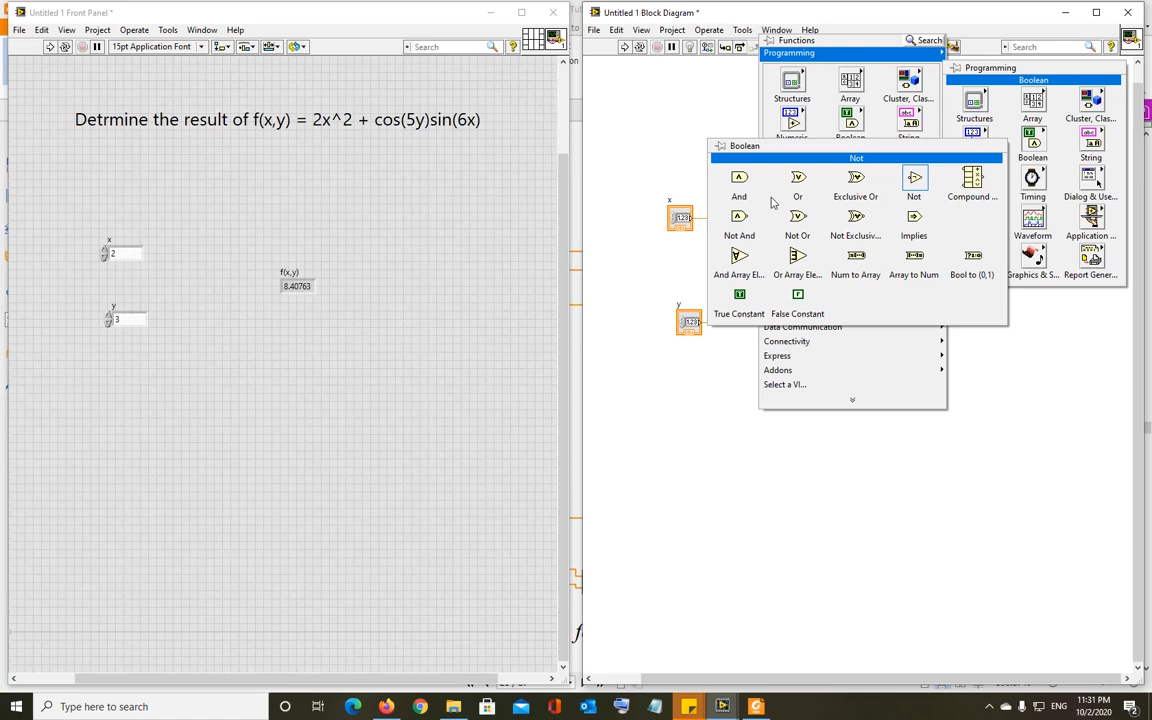 Untitled 1 Front Panel *
File Edit View Project Operate Tools Window Help
15pt Application Font
Search
Detrmine the result of f(x,y) = 2x^2 + cos(5y)sin(6x)
x
2
f(x,y)
8.40763
y
3
Untitled 1 Block Diagram *
File Edit View Project Operate Tools Window Help
Search
Functions
Search
Programming
Structures Array Cluster, Clas...
Programming
Boolean
Structures Array Cluster, Clas...
Boolean String
Timing Dialog & Use...
Waveform Application ...
Graphics & S... Report Gener...
Boolean
Not
And Or Exclusive Or Not Compound ...
Not And Not Or Not Exclusiv... Implies
And Array El... Or Array Ele... Num to Array Array to Num Bool to (0,1)
True Constant False Constant
x
123
y
123
Connectivity
Express
Addons
Select a VI...
Type here to search
ENG
11:31 PM
10/2/2020